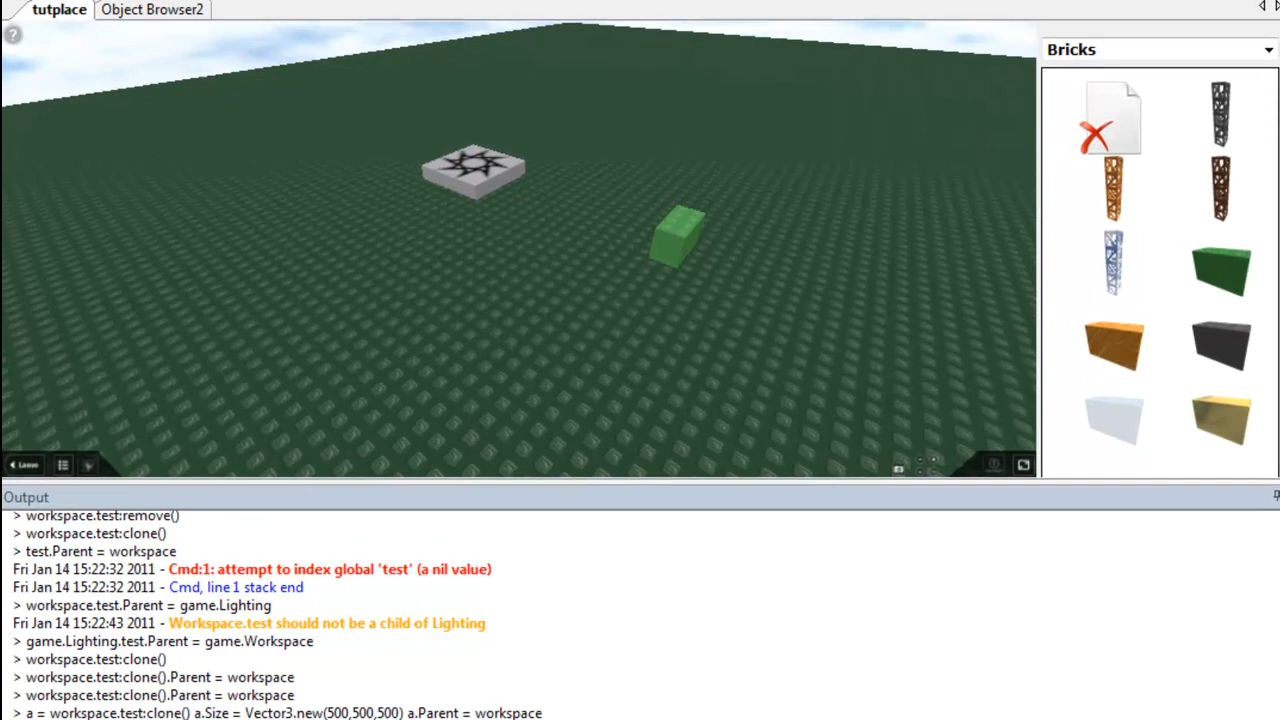 tutplace
Object Browser2
?
Bricks
Leave
Output
> workspace.test:remove()
> workspace.test:clone()
> test.Parent = workspace
Fri Jan 14 15:22:32 2011 - Cmd:1: attempt to index global 'test' (a nil value)
Fri Jan 14 15:22:32 2011 - Cmd, line 1 stack end
> workspace.test.Parent = game.Lighting
Fri Jan 14 15:22:43 2011 - Workspace.test should not be a child of Lighting
> game.Lighting.test.Parent = game.Workspace
> workspace.test:clone()
> workspace.test:clone().Parent = workspace
> workspace.test:clone().Parent = workspace
> a = workspace.test:clone() a.Size = Vector3.new(500,500,500) a.Parent = workspace